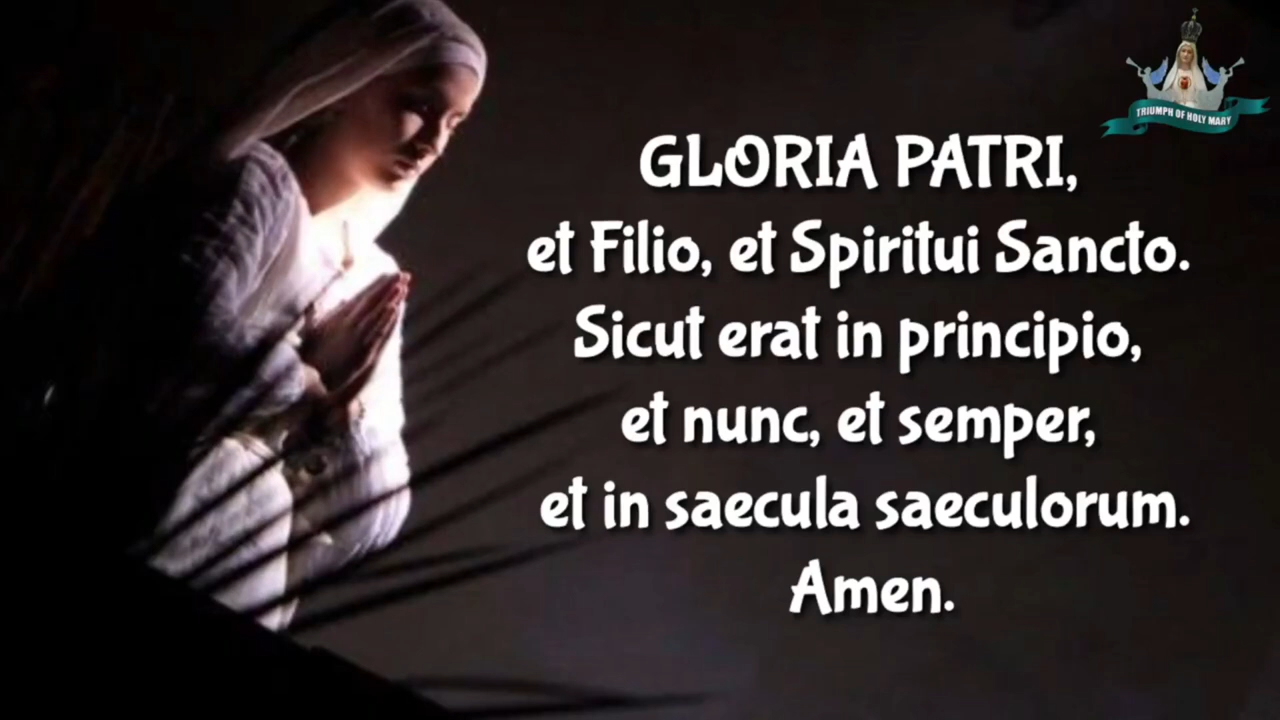 TRIUMPH OF HOLY MARY
GLORIA PATRI,
et Filio, et Spiritui Sancto.
Sicut erat in principio,
et nunc, et semper,
et in saecula saeculorum.
Amen.